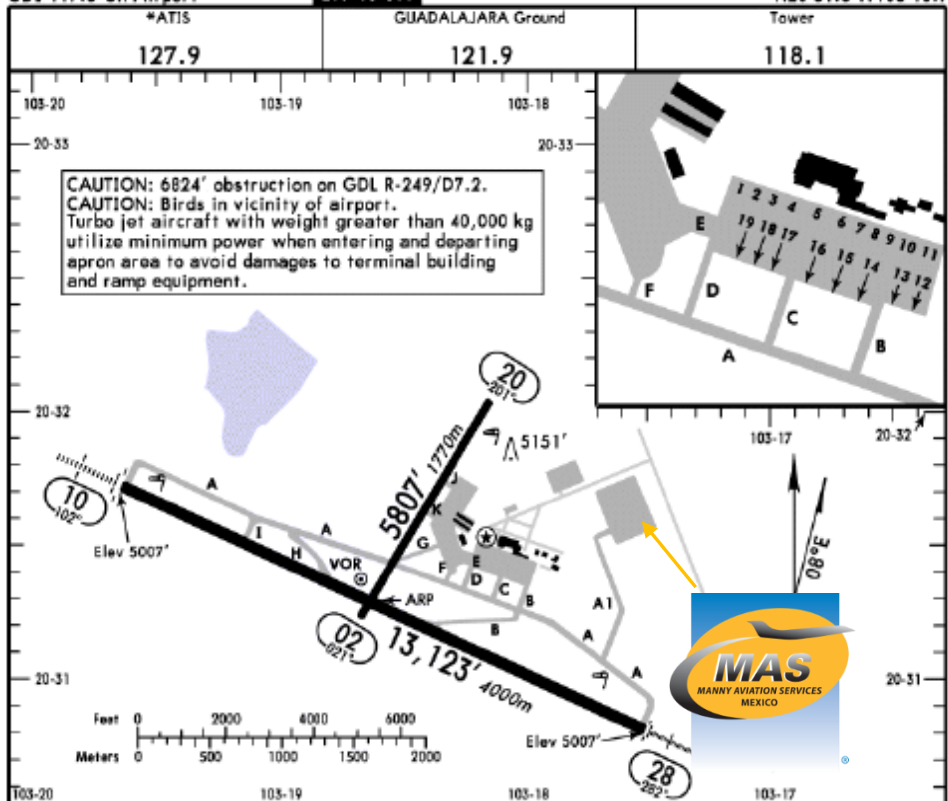 *ATIS
127.9
GUADALAJARA Ground
121.9
Tower
118.1
103-20
103-19
103-18
20-33
20-33
CAUTION: 6824' obstruction on GDL R-249/D7.2.
CAUTION: Birds in vicinity of airport.
Turbo jet aircraft with weight greater than 40,000 kg
utilize minimum power when entering and departing
apron area to avoid damages to terminal building
and ramp equipment.
1 2 3 4 5 6 7 8 9 10 11
19 18 17 16 15 14 13 12
E
F
D
C
B
A
20-32
103-17
20-32
20
201°
5807' 1770m
5151'
10
102°
Elev 5007'
A
I
H
A
VOR
J
K
G
F
E
D
C
B
ARP
B
A1
A
A
02
021°
13,123' 4000m
08°E
MAS
MANNY AVIATION SERVICES
MEXICO
®
20-31
20-31
Feet 0 2000 4000 6000
Meters 0 500 1000 1500 2000
Elev 5007'
28
282°
103-20
103-19
103-18
103-17